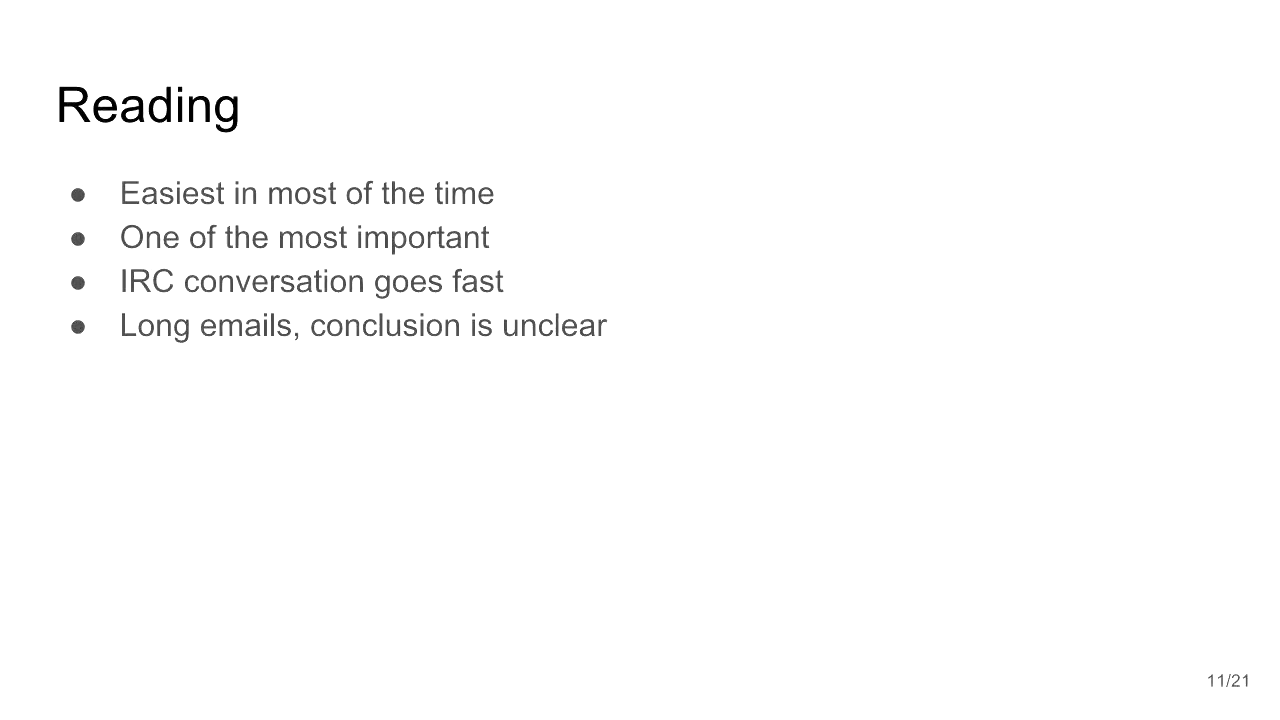 Reading
● Easiest in most of the time
● One of the most important
● IRC conversation goes fast
● Long emails, conclusion is unclear
11/21